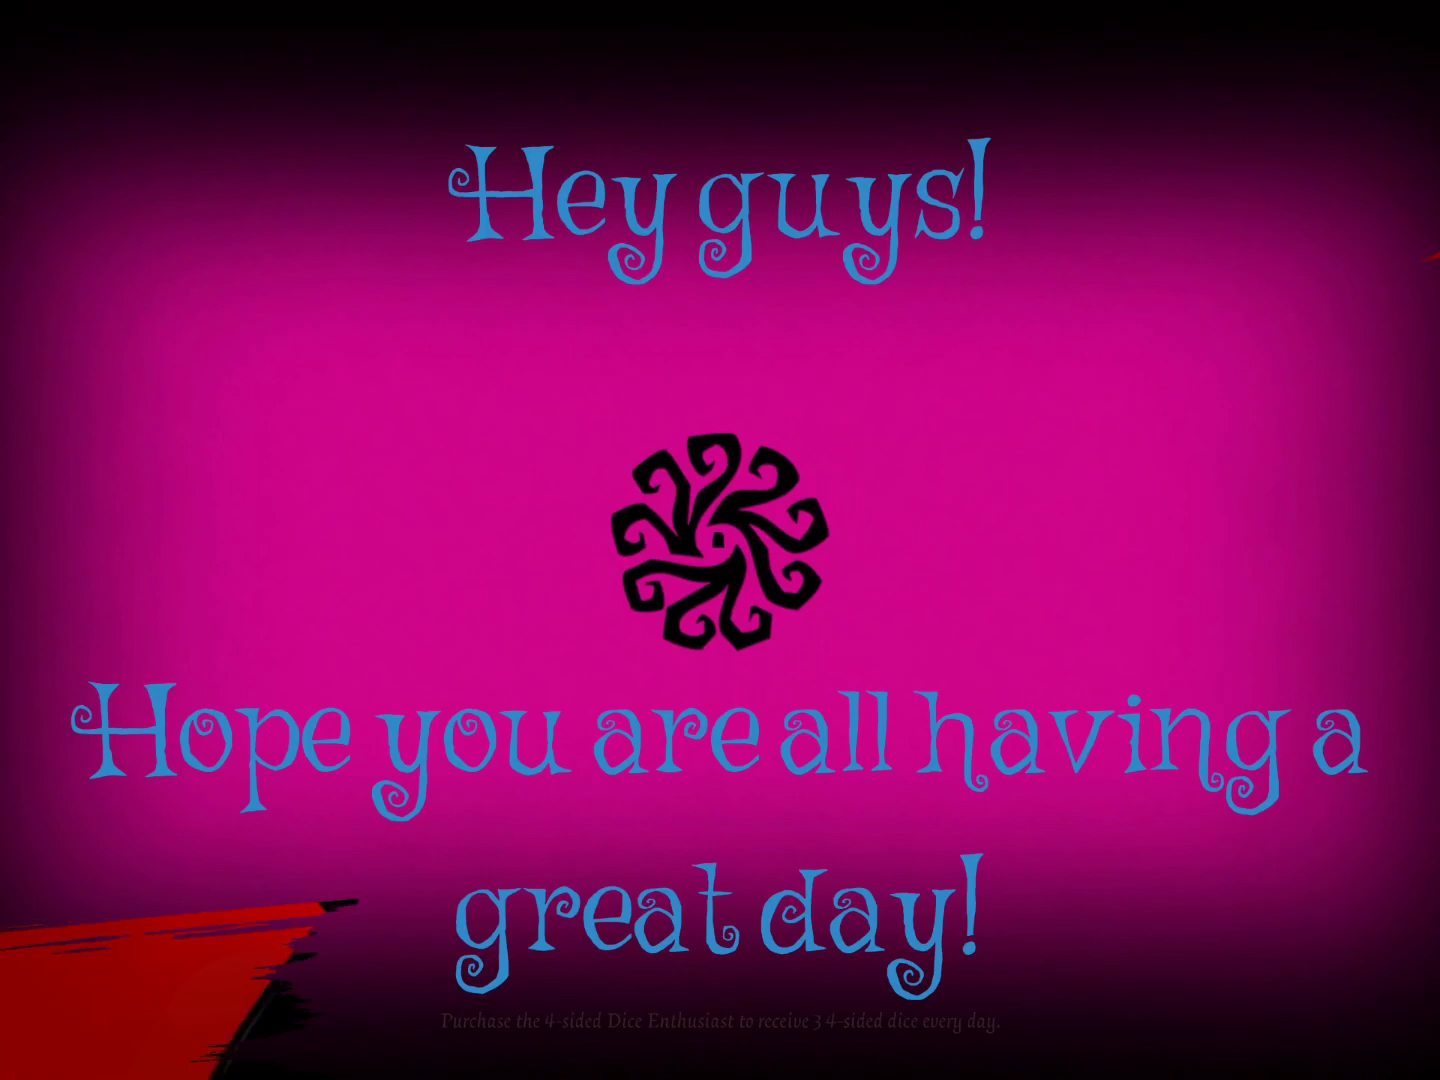 Hey guys!
Hope you are all having a
great day!
Purchase the 4-sided Dice Enthusiast to receive 3 4-sided dice every day.